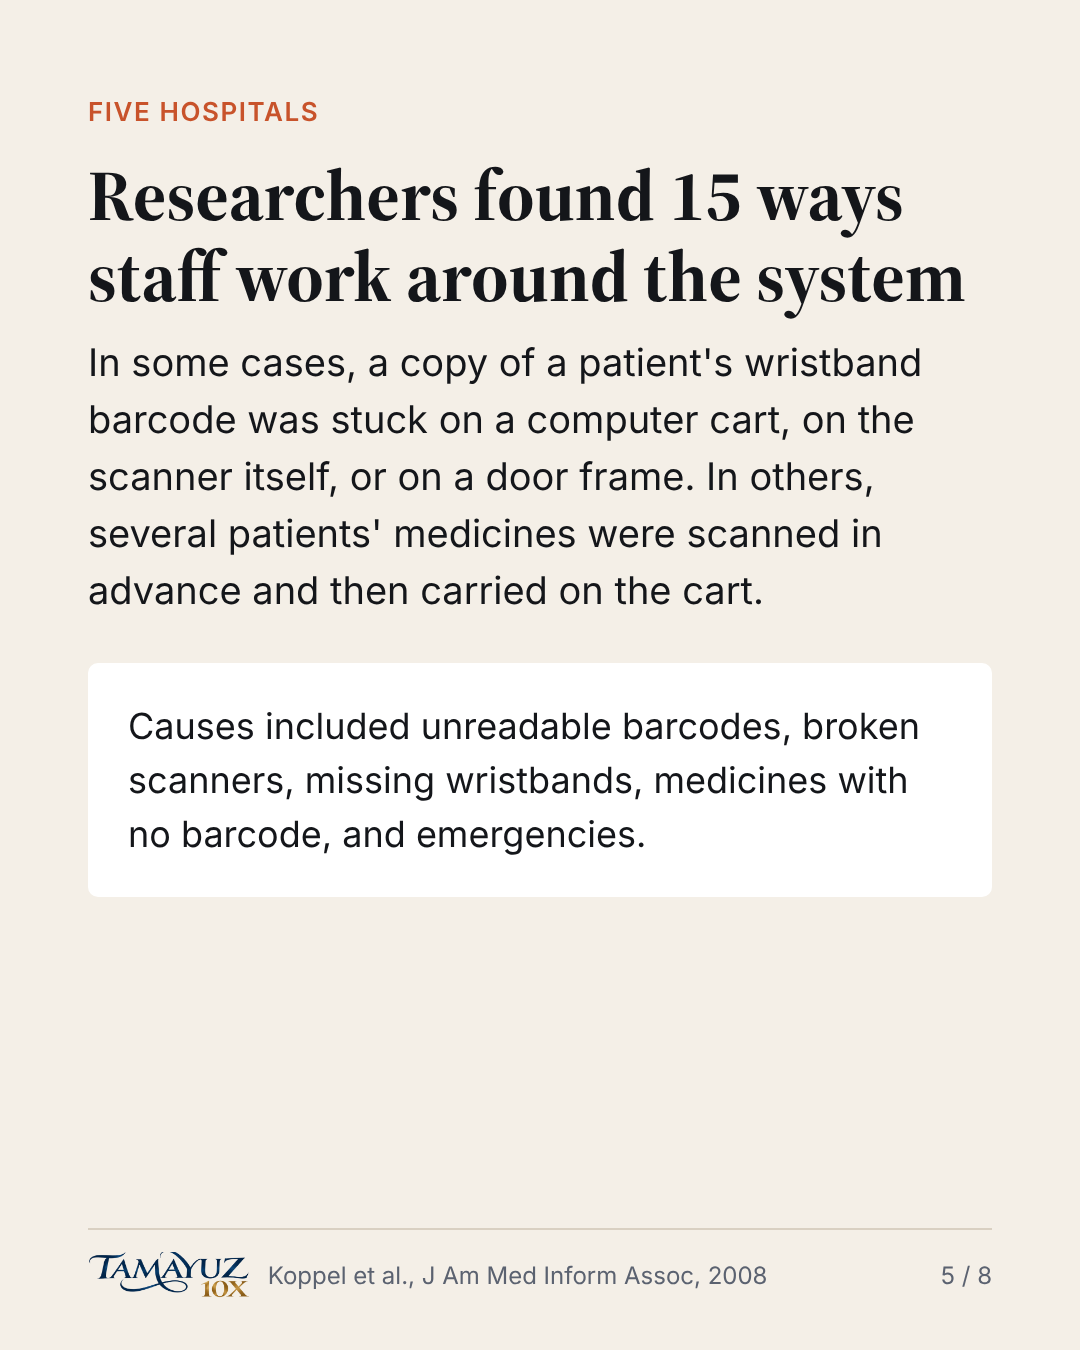 FIVE HOSPITALS
Researchers found 15 ways
staff work around the system
In some cases, a copy of a patient's wristband
barcode was stuck on a computer cart, on the
scanner itself, or on a door frame. In others,
several patients' medicines were scanned in
advance and then carried on the cart.
Causes included unreadable barcodes, broken
scanners, missing wristbands, medicines with
no barcode, and emergencies.
TAMAYUZ
10X
Koppel et al., J Am Med Inform Assoc, 2008
5 / 8